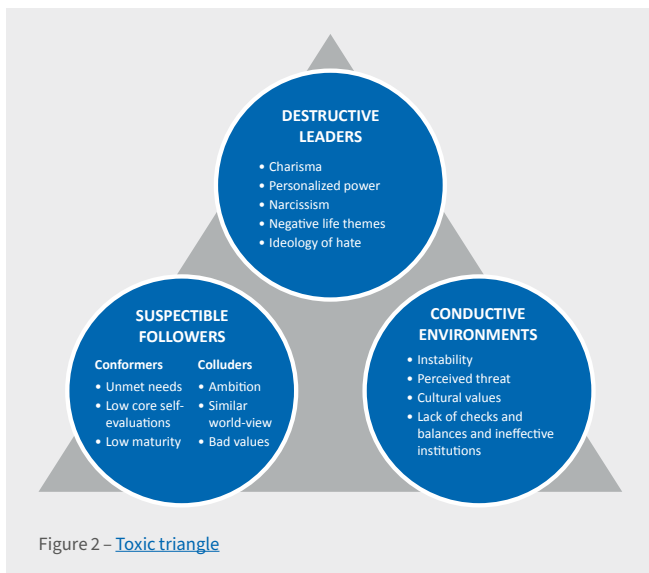 DESTRUCTIVE
LEADERS
• Charisma
• Personalized power
• Narcissism
• Negative life themes
• Ideology of hate
SUSPECTIBLE
FOLLOWERS
Conformers
• Unmet needs
• Low core self-
evaluations
• Low maturity
Colluders
• Ambition
• Similar
world-view
• Bad values
CONDUCTIVE
ENVIRONMENTS
• Instability
• Perceived threat
• Cultural values
• Lack of checks and
balances and ineffective
institutions
Figure 2 – Toxic triangle